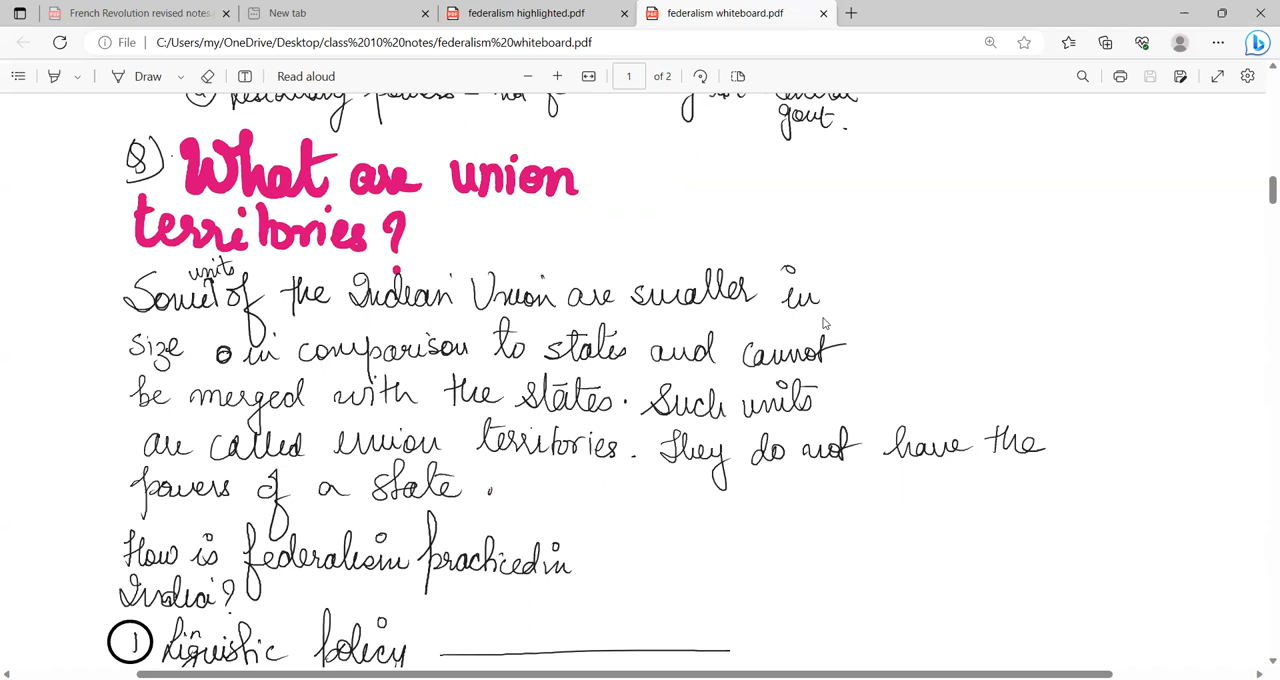 French Revolution revised notes.
New tab
federalism highlighted.pdf
federalism whiteboard.pdf
File
C:/Users/my/OneDrive/Desktop/class%2010%20notes/federalism%20whiteboard.pdf
Draw
Read aloud
1 of 2
powers - not
gout.
Q) What are union
territories?
units
Some of the Indian Union are smaller in
size in comparison to states and cannot
be merged with the states. Such units
are called union territories. They do not have the
powers of a state.
How is federalism practiced in
India?
1 Linguistic policy